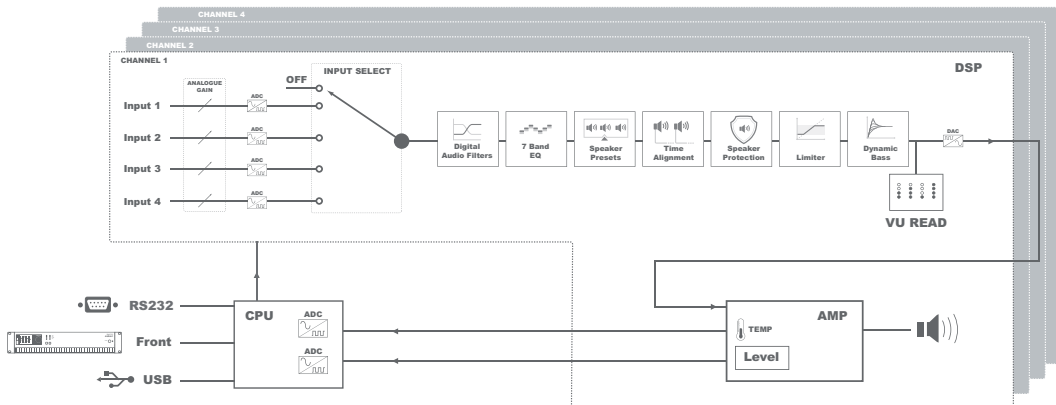 CHANNEL 4
CHANNEL 3
CHANNEL 2
CHANNEL 1
DSP
ANALOGUE
GAIN
INPUT SELECT
OFF
Input 1
ADC
Input 2
ADC
Input 3
ADC
Input 4
ADC
Digital
Audio Filters
7 Band
EQ
Speaker
Presets
Time
Alignment
Speaker
Protection
Limiter
Dynamic
Bass
DAC
VU READ
RS232
Front
USB
CPU
ADC
ADC
AMP
TEMP
Level